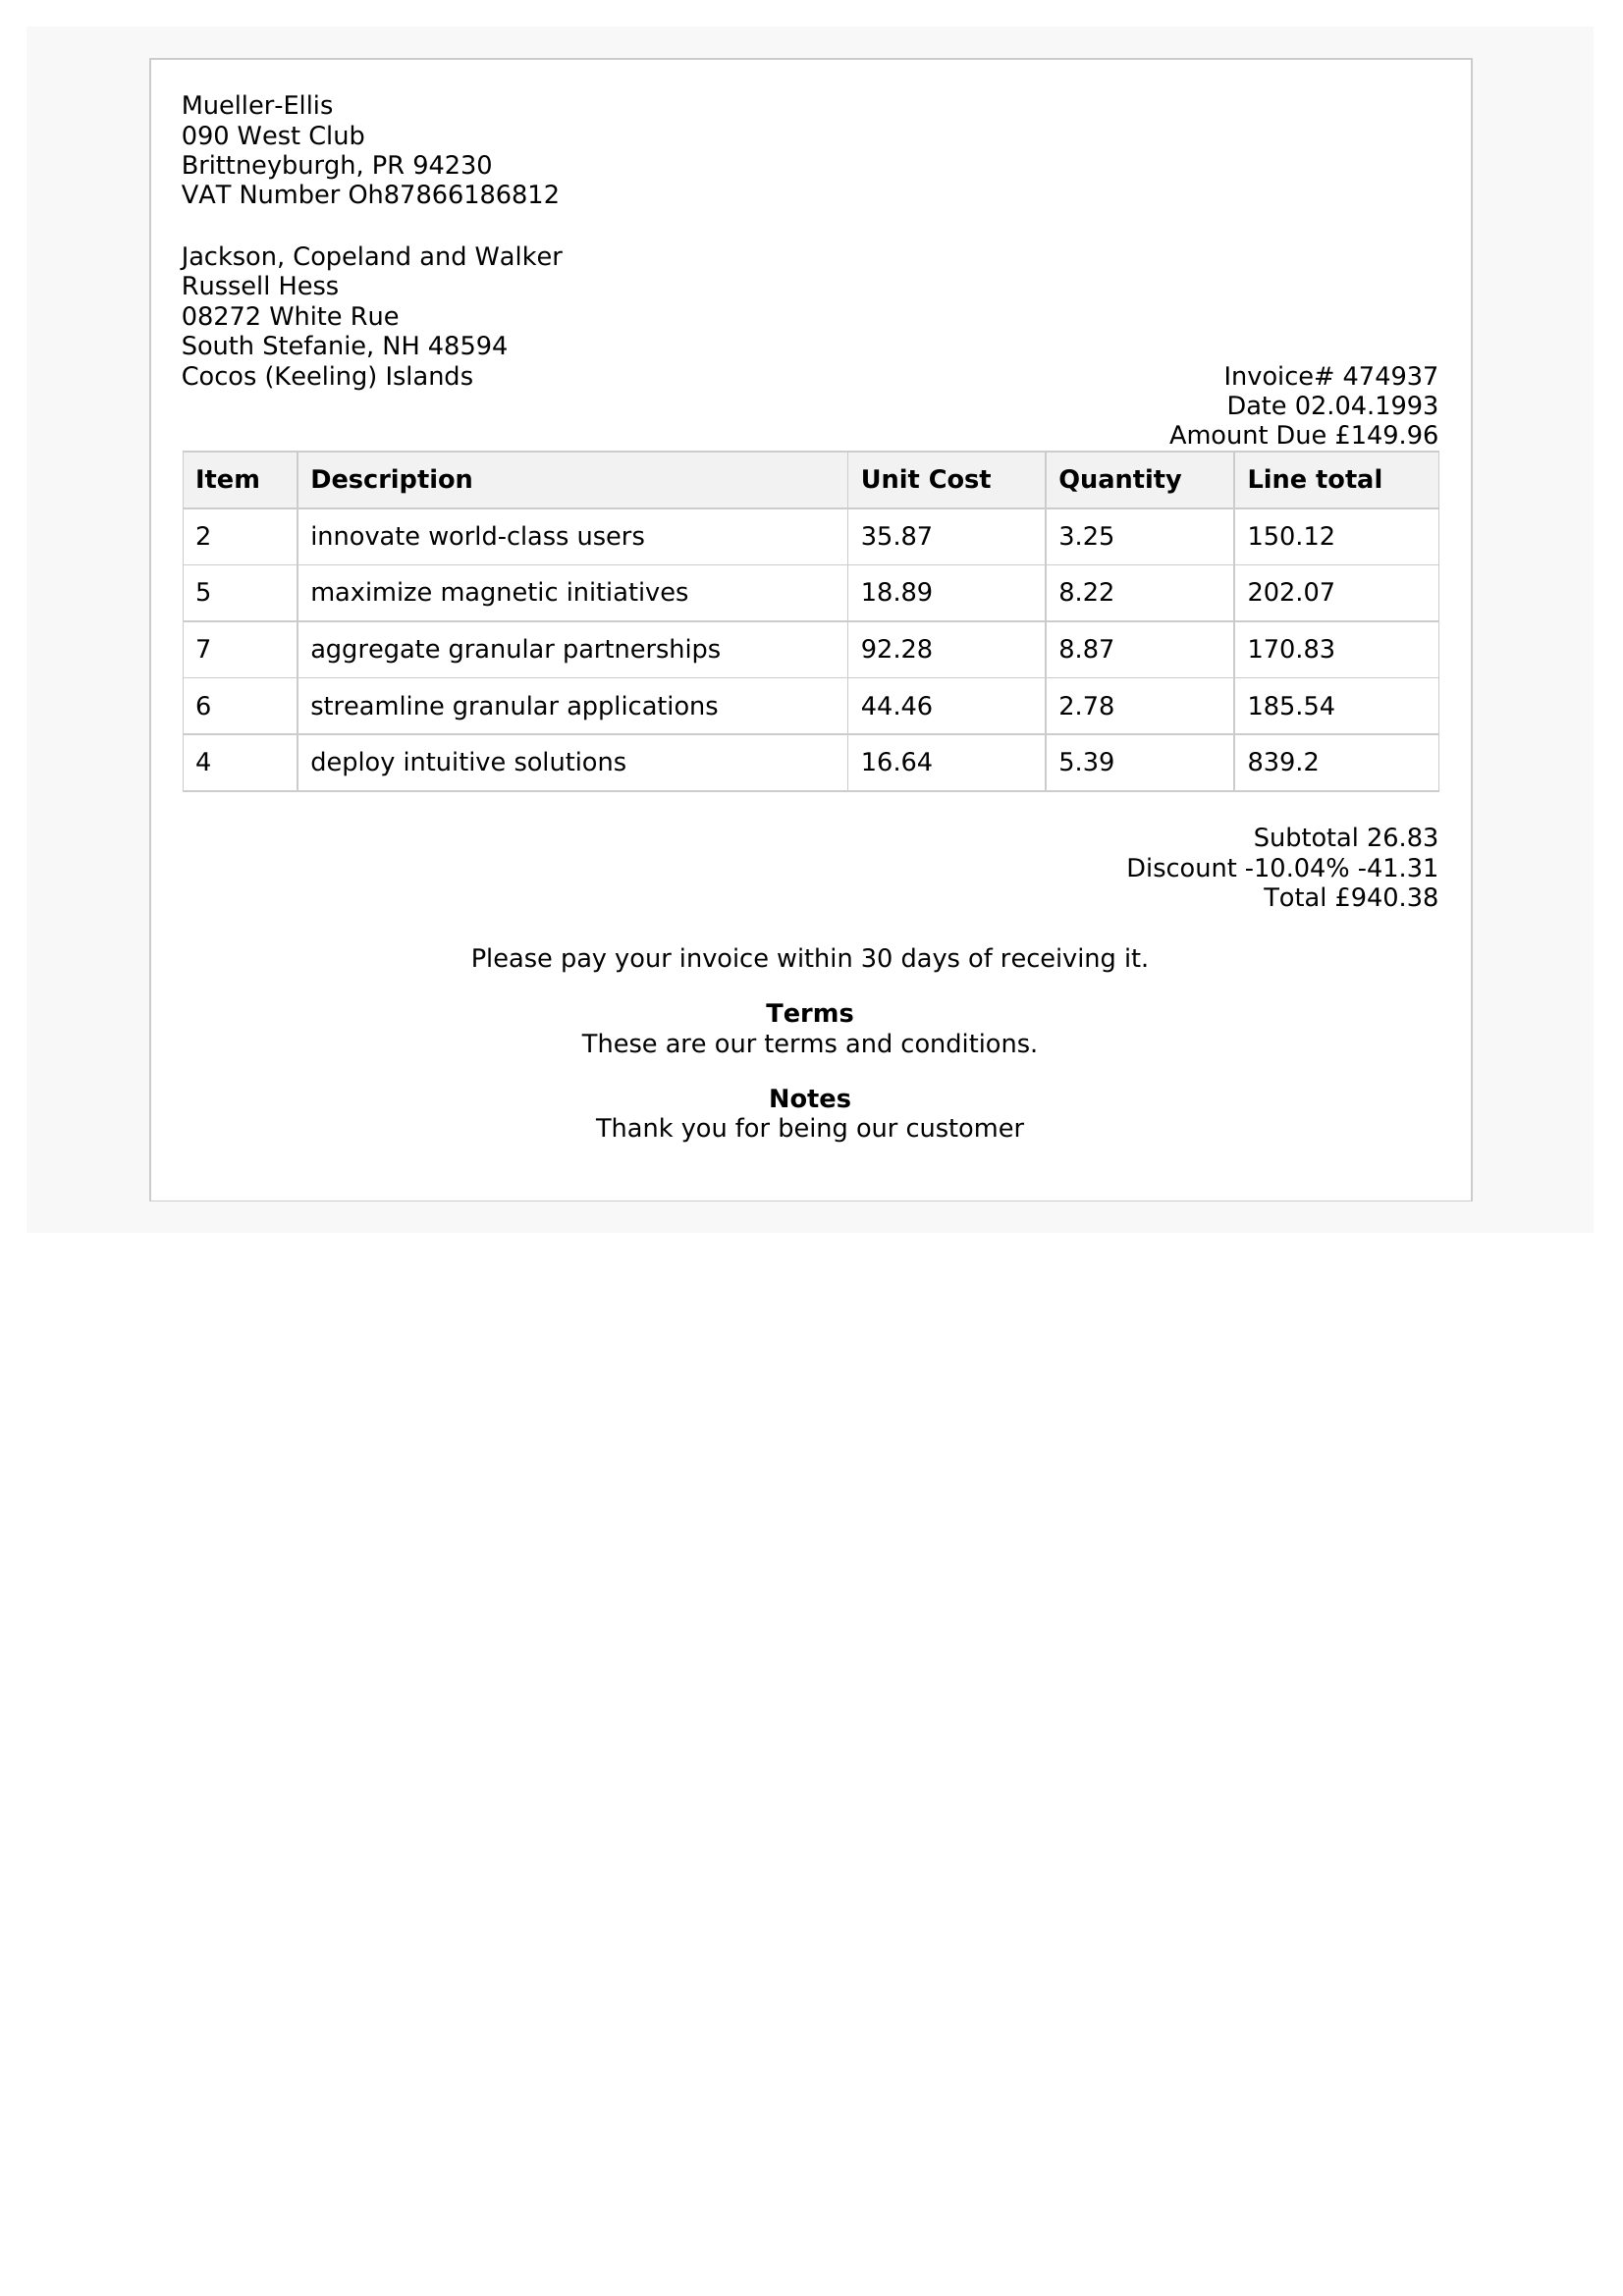 Mueller-Ellis
090 West Club
Brittneyburgh, PR 94230
VAT Number Oh87866186812
Jackson, Copeland and Walker
Russell Hess
08272 White Rue
South Stefanie, NH 48594
Cocos (Keeling) Islands
Invoice# 474937
Date 02.04.1993
Amount Due £149.96
Item Description Unit Cost Quantity Line total
2 innovate world-class users 35.87 3.25 150.12
5 maximize magnetic initiatives 18.89 8.22 202.07
7 aggregate granular partnerships 92.28 8.87 170.83
6 streamline granular applications 44.46 2.78 185.54
4 deploy intuitive solutions 16.64 5.39 839.2
Subtotal 26.83
Discount -10.04% -41.31
Total £940.38
Please pay your invoice within 30 days of receiving it.
Terms
These are our terms and conditions.
Notes
Thank you for being our customer